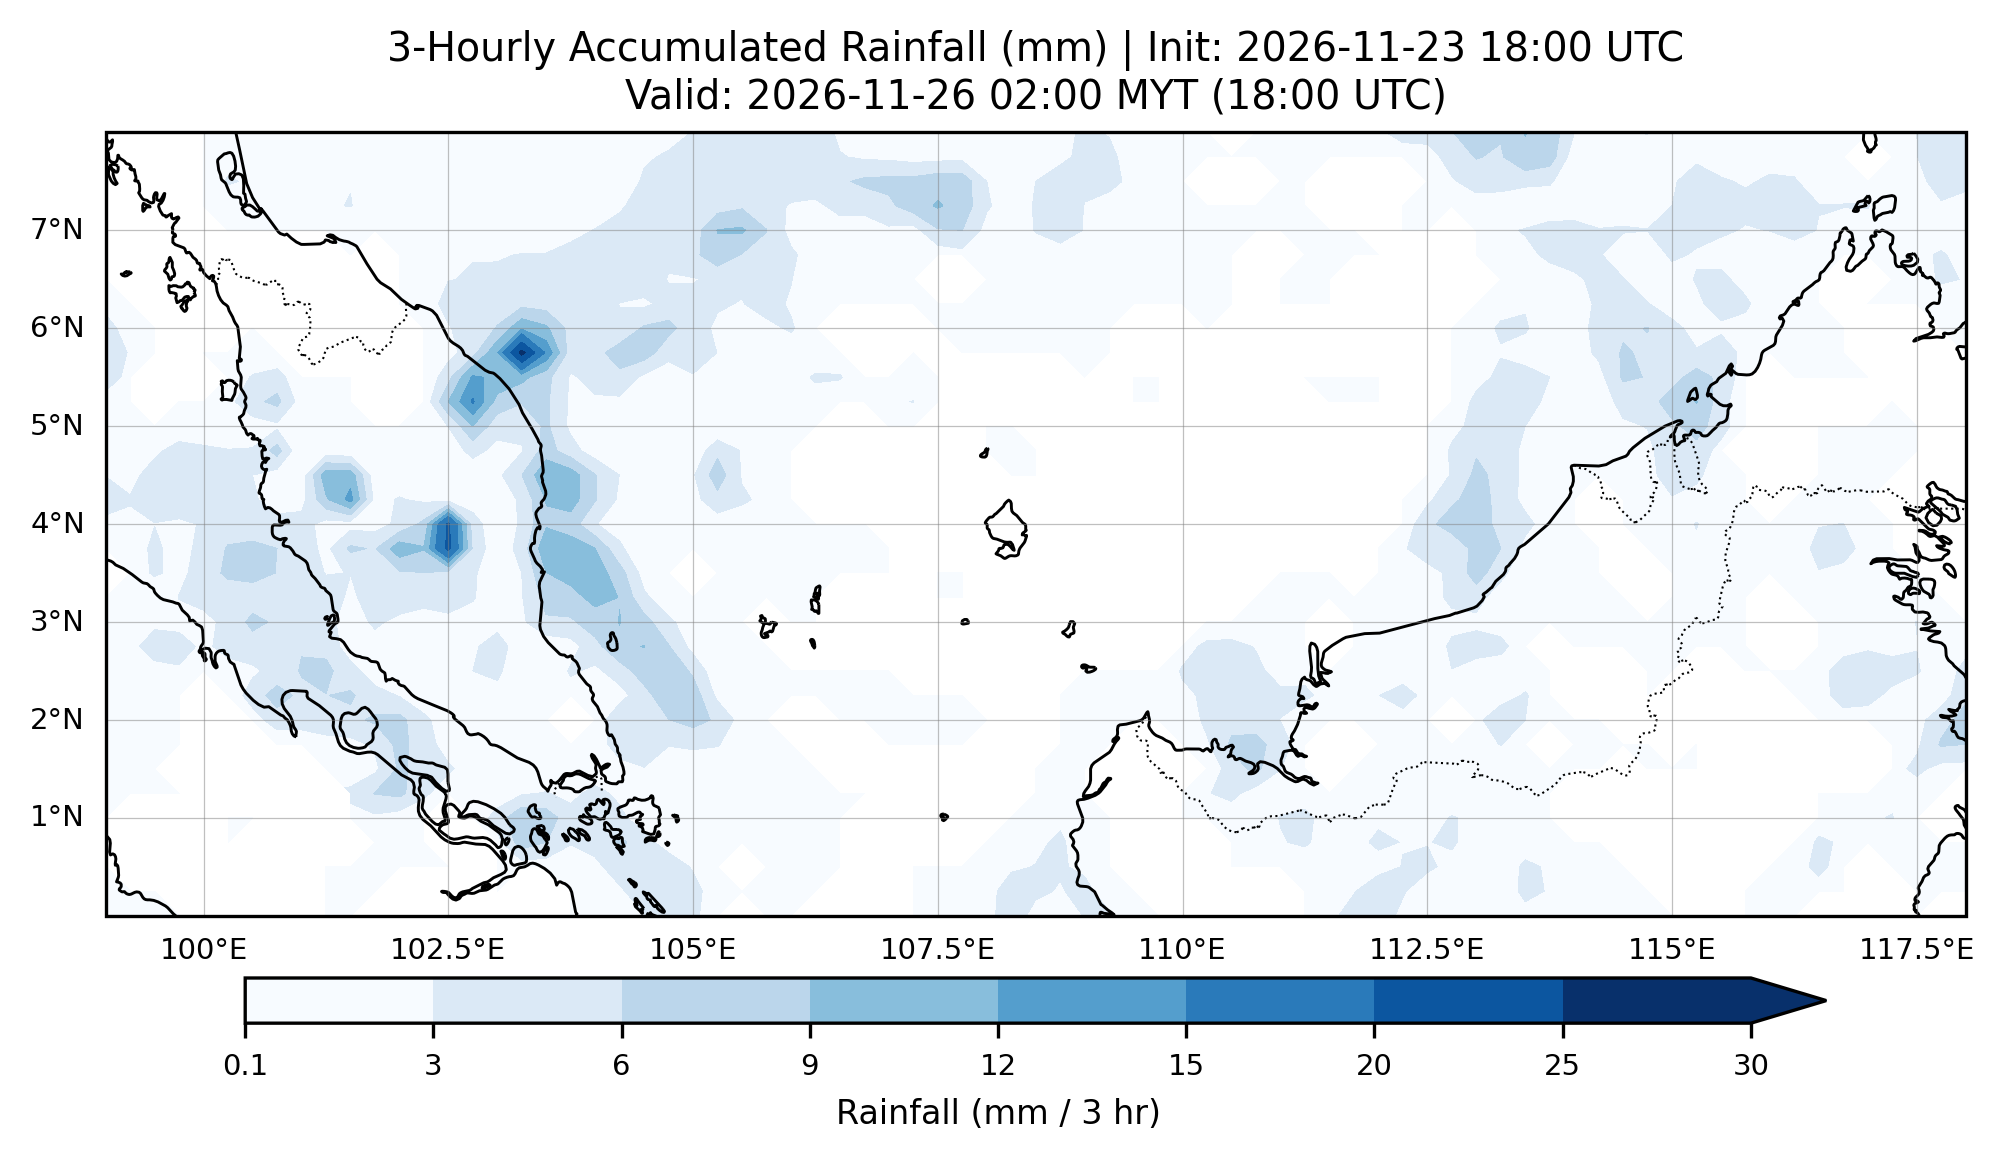 3-Hourly Accumulated Rainfall (mm) | Init: 2026-11-23 18:00 UTC
Valid: 2026-11-26 02:00 MYT (18:00 UTC)
7°N
6°N
5°N
4°N
3°N
2°N
1°N
100°E 102.5°E 105°E 107.5°E 110°E 112.5°E 115°E 117.5°E
0.1 3 6 9 12 15 20 25 30
Rainfall (mm / 3 hr)